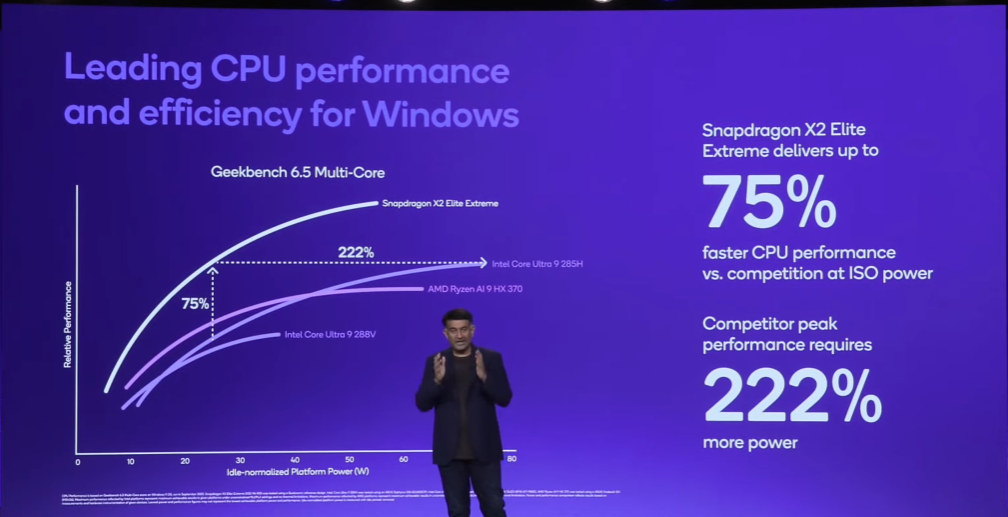 Leading CPU performance
and efficiency for Windows
Geekbench 6.5 Multi-Core
Snapdragon X2 Elite Extreme
222%
Intel Core Ultra 9 285H
AMD Ryzen AI 9 HX 370
75%
Intel Core Ultra 9 288V
Relative Performance
0 10 20 30 40 50 60 80
Idle-normalized Platform Power (W)
Snapdragon X2 Elite
Extreme delivers up to
75%
faster CPU performance
vs. competition at ISO power
Competitor peak
performance requires
222%
more power